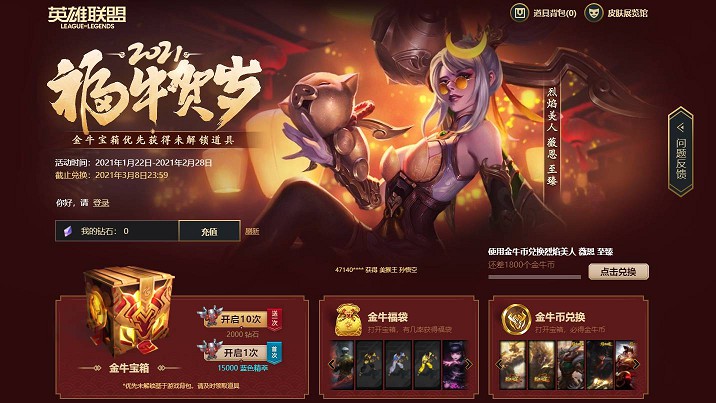 英雄联盟
LEAGUE OF LEGENDS
道具背包(0)
皮肤展览馆
2021
福牛贺岁
金牛宝箱优先获得未解锁道具
活动时间：2021年1月22日-2021年2月28日
截止兑换：2021年3月8日23:59
烈焰美人 薇恩 至臻
问题反馈
你好，请 登录
我的钻石： 0
充值
刷新
47140**** 获得 美猴王 孙悟空
使用金牛币兑换烈焰美人 薇恩 至臻
还差1800个金牛币
点击兑换
开启10次
送一次
2000 钻石
开启1次
首次
15000 蓝色精萃
金牛宝箱
*优先未解锁基于游戏背包，请及时领取道具
金牛福袋
打开宝箱，有几率获得福袋
金牛币兑换
打开宝箱，必得金牛币